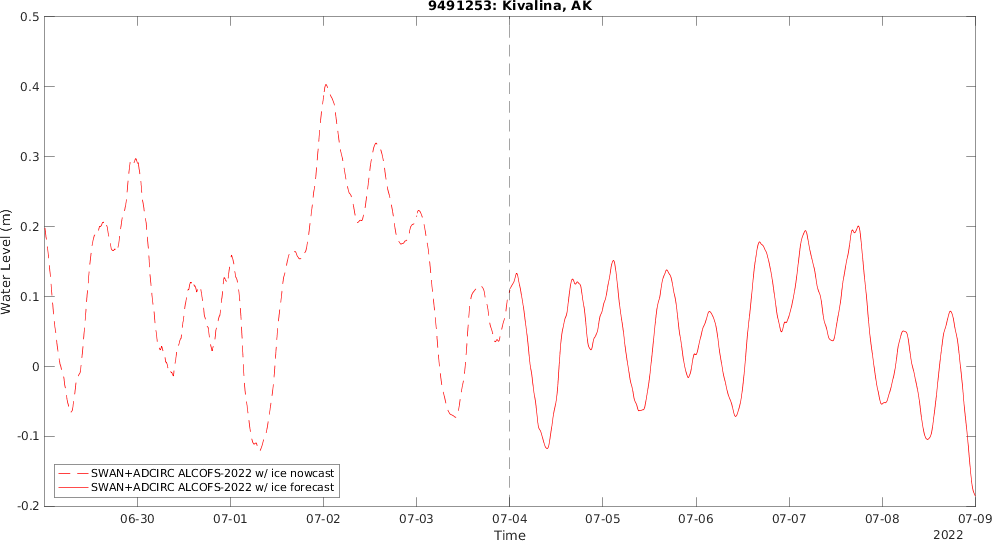 9491253: Kivalina, AK
0.5
0.4
0.3
0.2
0.1
0
-0.1
-0.2
Water Level (m)
SWAN+ADCIRC ALCOFS-2022 w/ ice nowcast
SWAN+ADCIRC ALCOFS-2022 w/ ice forecast
06-30 07-01 07-02 07-03 07-04 07-05 07-06 07-07 07-08 07-09
Time
2022